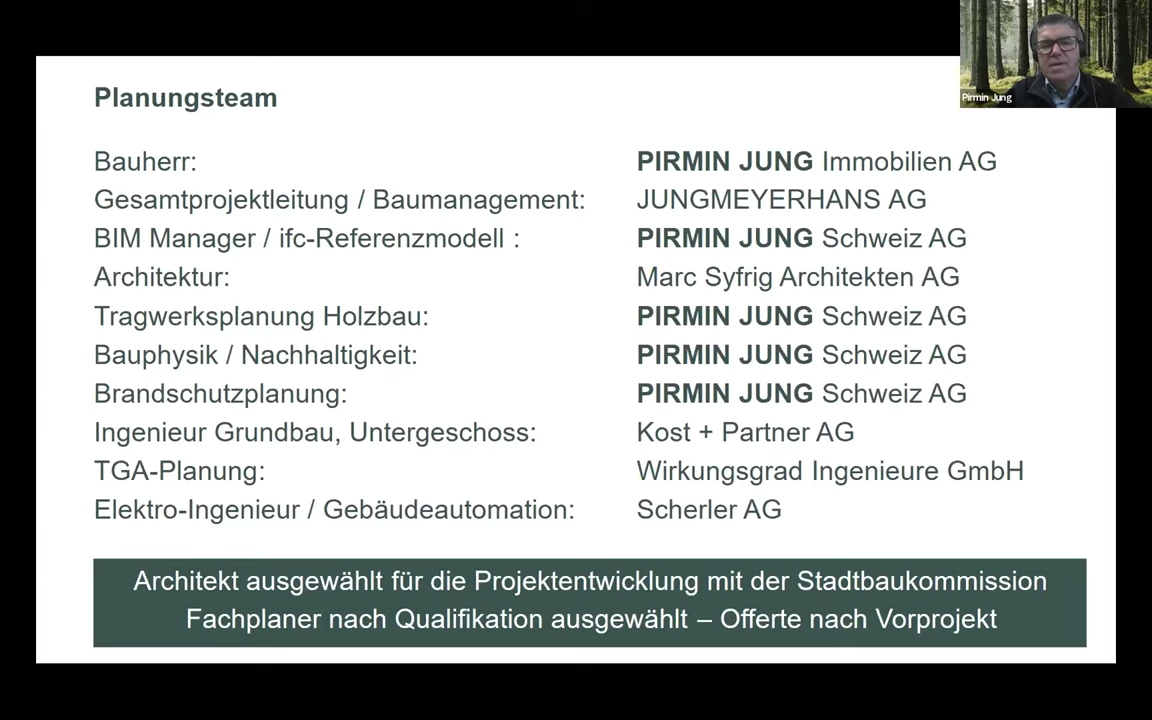 Planungsteam
Pirmin Jung
Bauherr: PIRMIN JUNG Immobilien AG
Gesamtprojektleitung / Baumanagement: JUNGMEYERHANS AG
BIM Manager / ifc-Referenzmodell : PIRMIN JUNG Schweiz AG
Architektur: Marc Syfrig Architekten AG
Tragwerksplanung Holzbau: PIRMIN JUNG Schweiz AG
Bauphysik / Nachhaltigkeit: PIRMIN JUNG Schweiz AG
Brandschutzplanung: PIRMIN JUNG Schweiz AG
Ingenieur Grundbau, Untergeschoss: Kost + Partner AG
TGA-Planung: Wirkungsgrad Ingenieure GmbH
Elektro-Ingenieur / Gebäudeautomation: Scherler AG
Architekt ausgewählt für die Projektentwicklung mit der Stadtbaukommission
Fachplaner nach Qualifikation ausgewählt – Offerte nach Vorprojekt